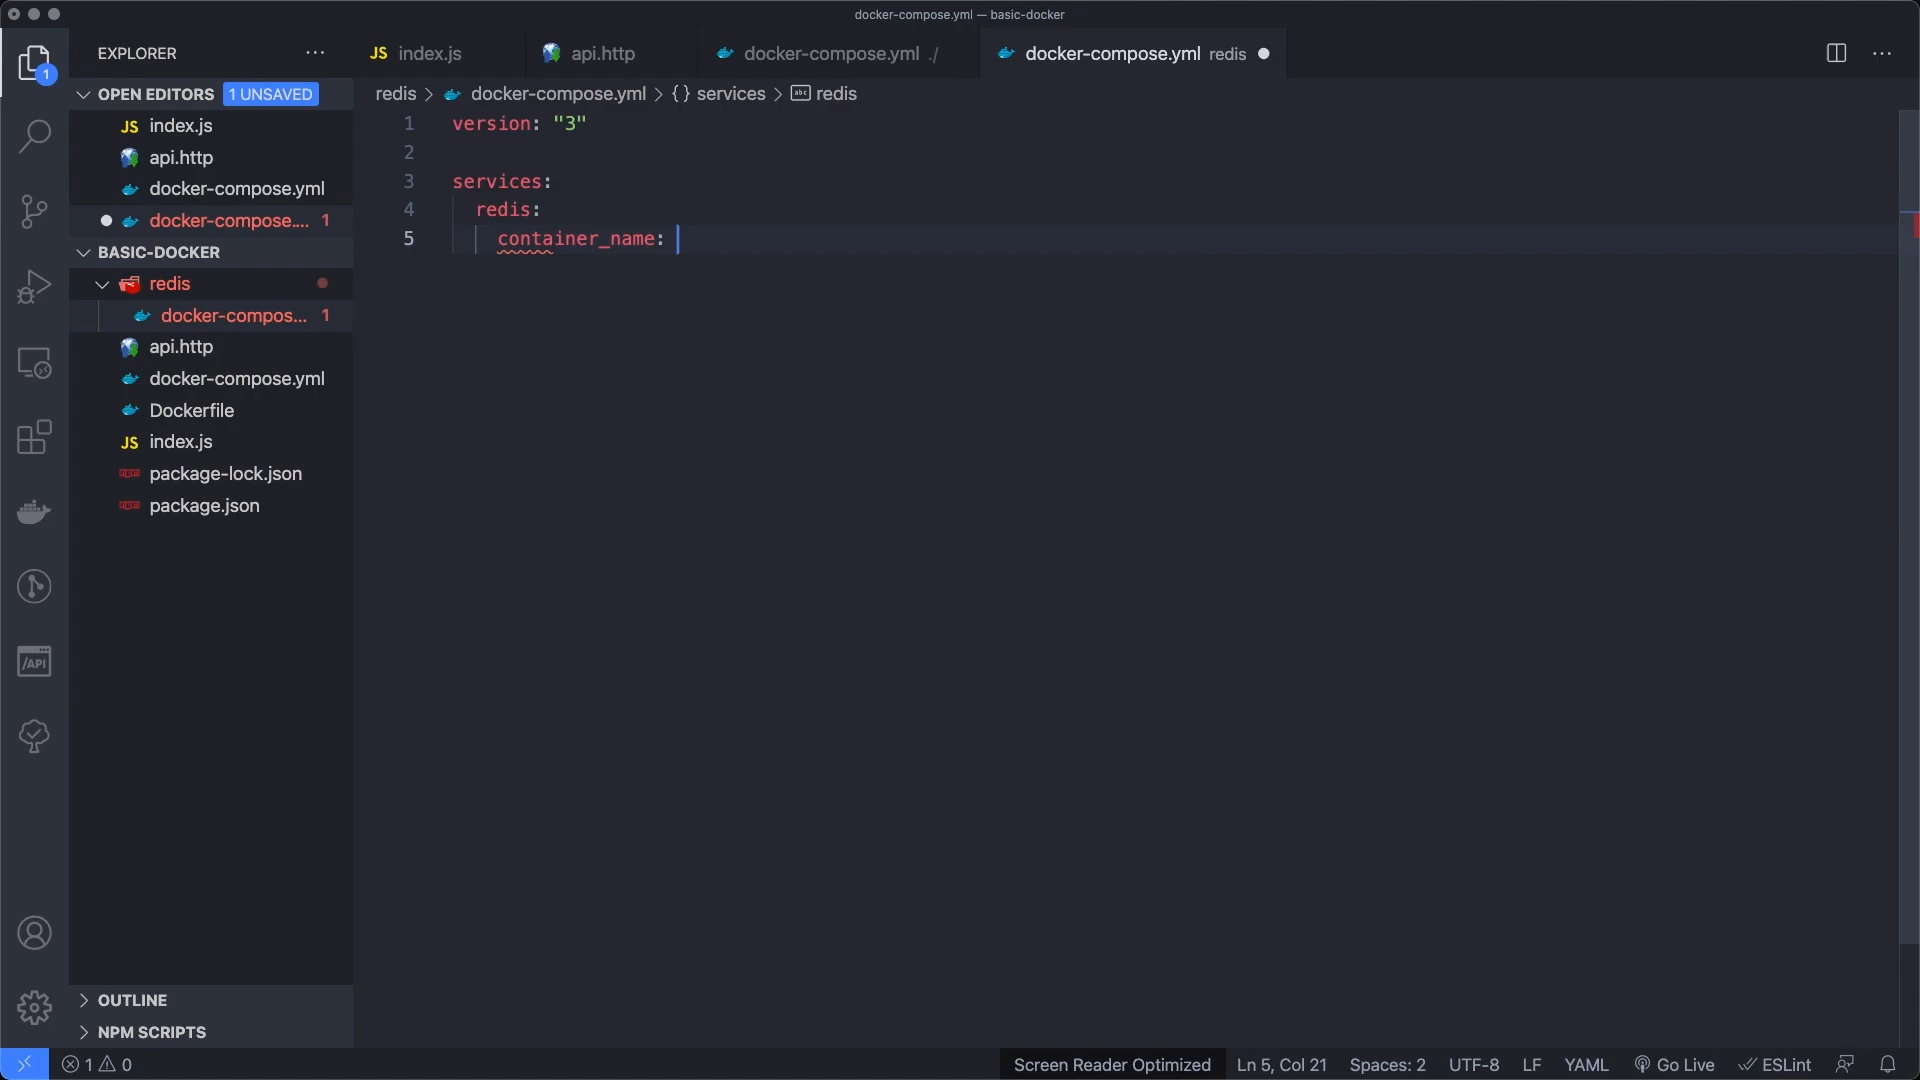 docker-compose.yml — basic-docker
EXPLORER
JS index.js
api.http
docker-compose.yml ./
docker-compose.yml redis
1
OPEN EDITORS 1 UNSAVED
JS index.js
api.http
docker-compose.yml
docker-compose.... 1
BASIC-DOCKER
redis
docker-compos... 1
api.http
docker-compose.yml
Dockerfile
JS index.js
package-lock.json
package.json
OUTLINE
NPM SCRIPTS
/API
redis > docker-compose.yml > {} services > abc redis
1 version: "3"
2
3 services:
4 redis:
5 container_name:
1 0
Screen Reader Optimized Ln 5, Col 21 Spaces: 2 UTF-8 LF YAML Go Live ESLint